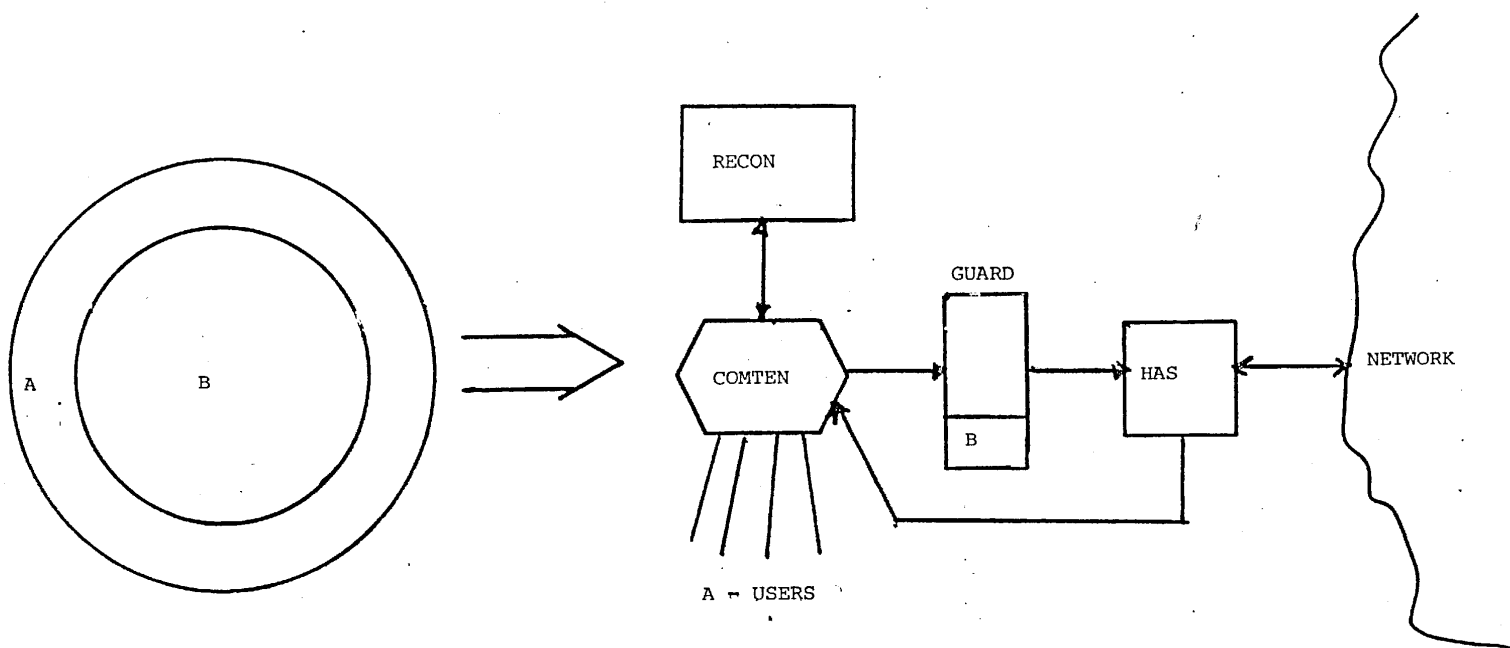 A
B
RECON
COMTEN
A - USERS
GUARD
B
HAS
NETWORK